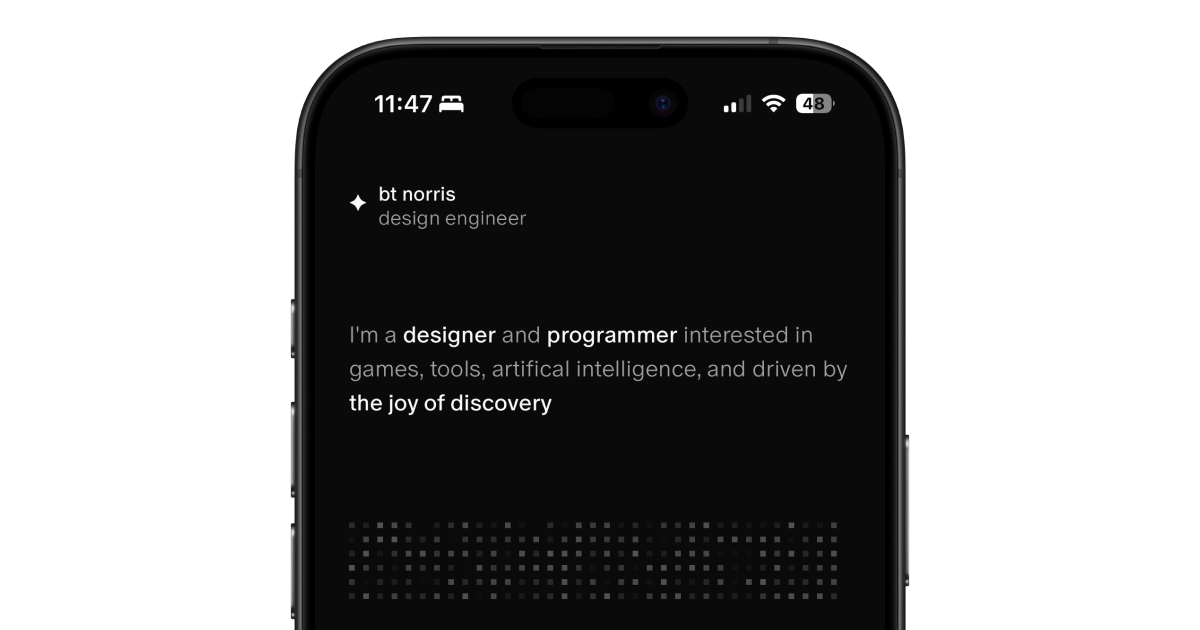 11:47
48
bt norris
design engineer
I'm a designer and programmer interested in
games, tools, artifical intelligence, and driven by
the joy of discovery